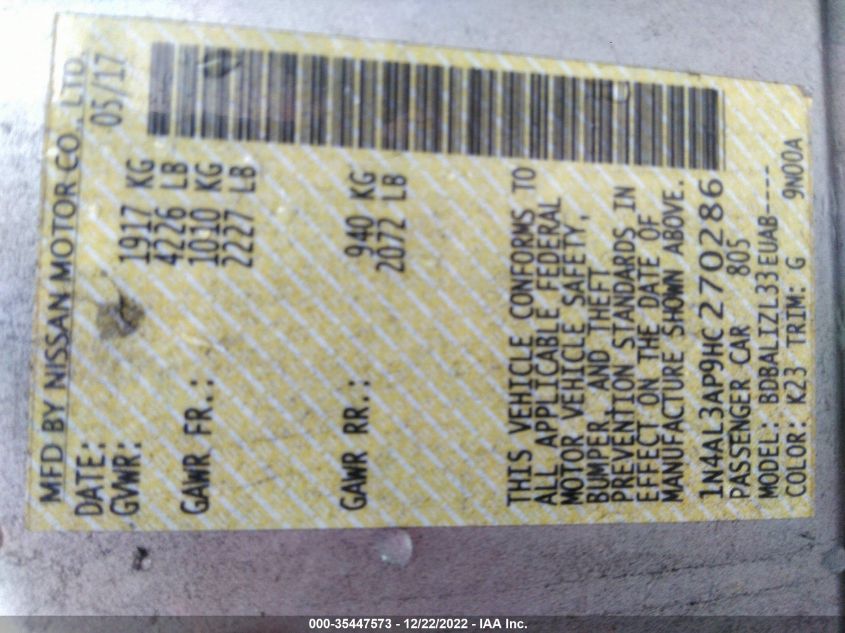 MFD BY NISSAN MOTOR CO., LTD.
DATE: 05/17
GVWR: 1917 KG
4226 LB
GAWR FR.: 1010 KG
2227 LB
GAWR RR.: 940 KG
2072 LB
THIS VEHICLE CONFORMS TO
ALL APPLICABLE FEDERAL
MOTOR VEHICLE SAFETY,
BUMPER, AND THEFT
PREVENTION STANDARDS IN
EFFECT ON THE DATE OF
MANUFACTURE SHOWN ABOVE.
1N4AL3AP9HC270286
PASSENGER CAR 805
MODEL: BDBALIZL33EUAB----
COLOR: K23 TRIM: G 9N00A
000-35447573 - 12/22/2022 - IAA Inc.